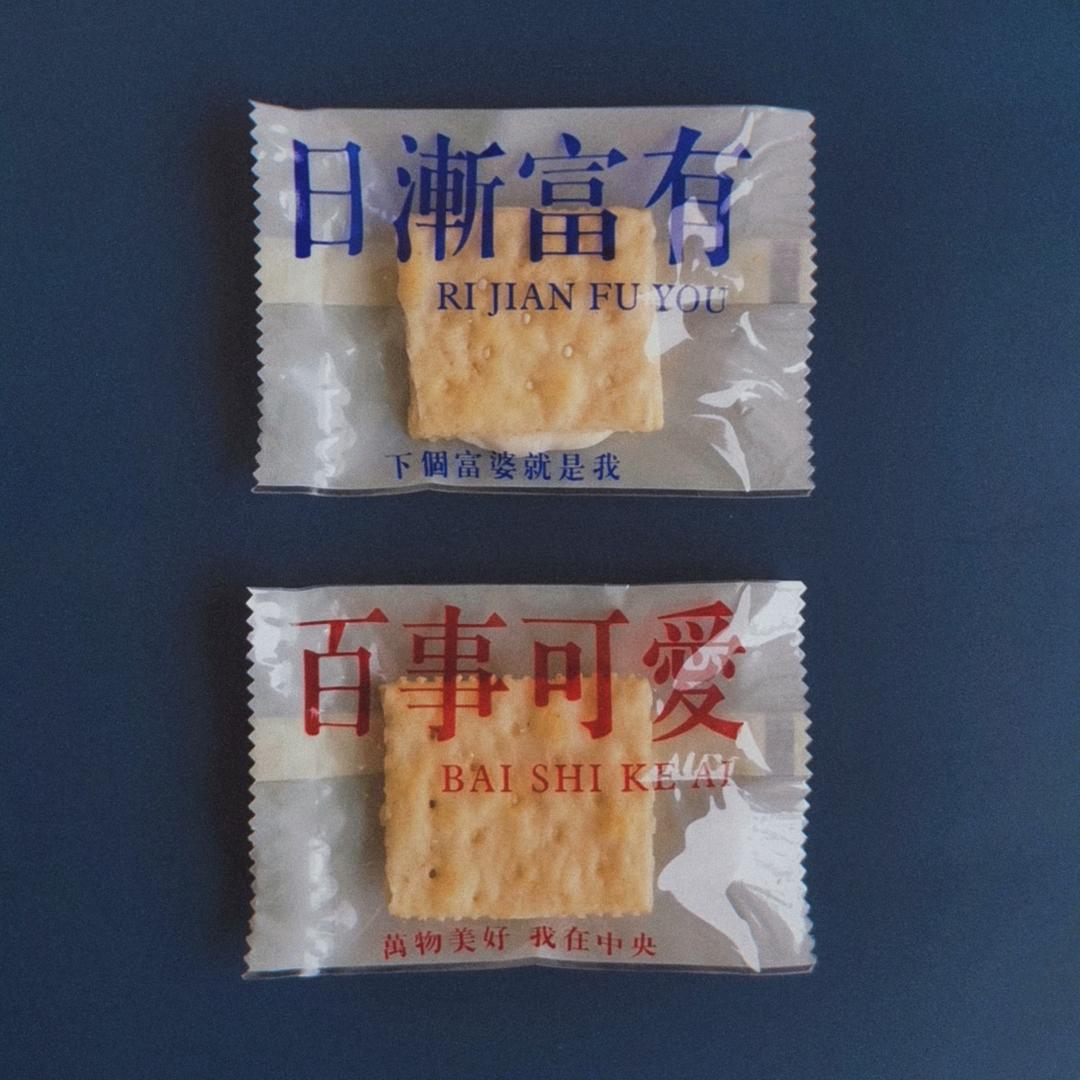 日漸富有
RI JIAN FU YOU
下個富婆就是我
百事可愛
BAI SHI KE AI
萬物美好 我在中央